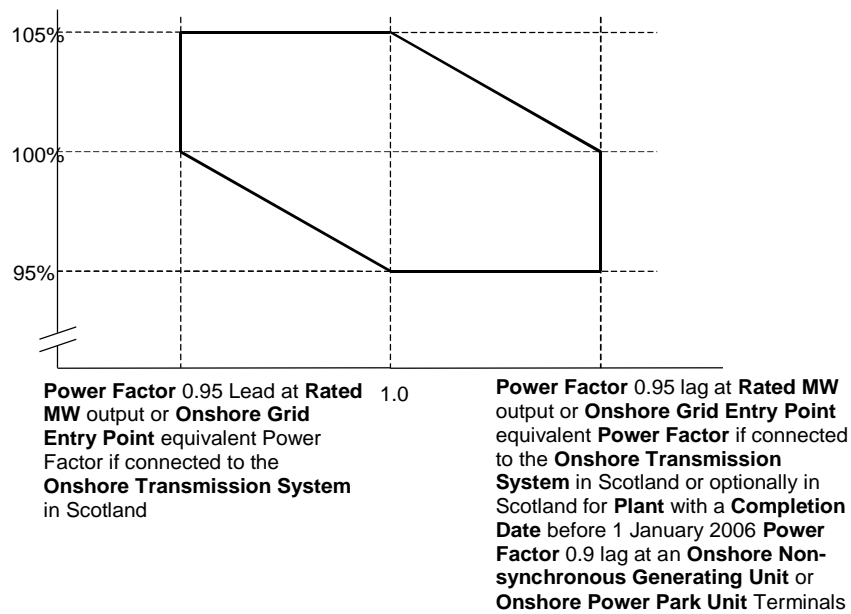 105%
100%
95%
Power Factor 0.95 Lead at Rated
MW output or Onshore Grid
Entry Point equivalent Power
Factor if connected to the
Onshore Transmission System
in Scotland
1.0
Power Factor 0.95 lag at Rated MW
output or Onshore Grid Entry Point
equivalent Power Factor if connected
to the Onshore Transmission
System in Scotland or optionally in
Scotland for Plant with a Completion
Date before 1 January 2006 Power
Factor 0.9 lag at an Onshore Non-
synchronous Generating Unit or
Onshore Power Park Unit Terminals